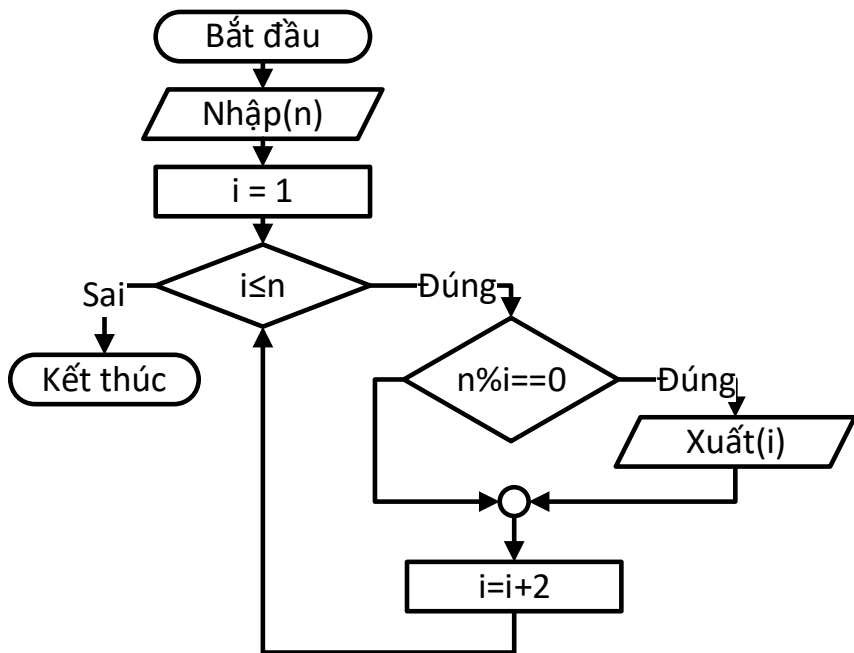 Bắt đầu
Nhập(n)
i = 1
i≤n
Sai
Đúng
Kết thúc
n%i==0
Đúng
Xuất(i)
i=i+2